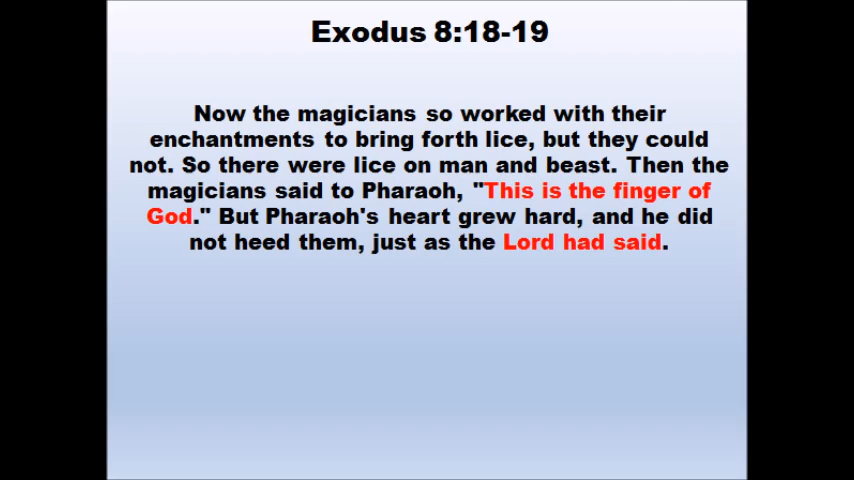 Exodus 8:18-19
Now the magicians so worked with their
enchantments to bring forth lice, but they could
not. So there were lice on man and beast. Then the
magicians said to Pharaoh, "This is the finger of
God." But Pharaoh's heart grew hard, and he did
not heed them, just as the Lord had said.